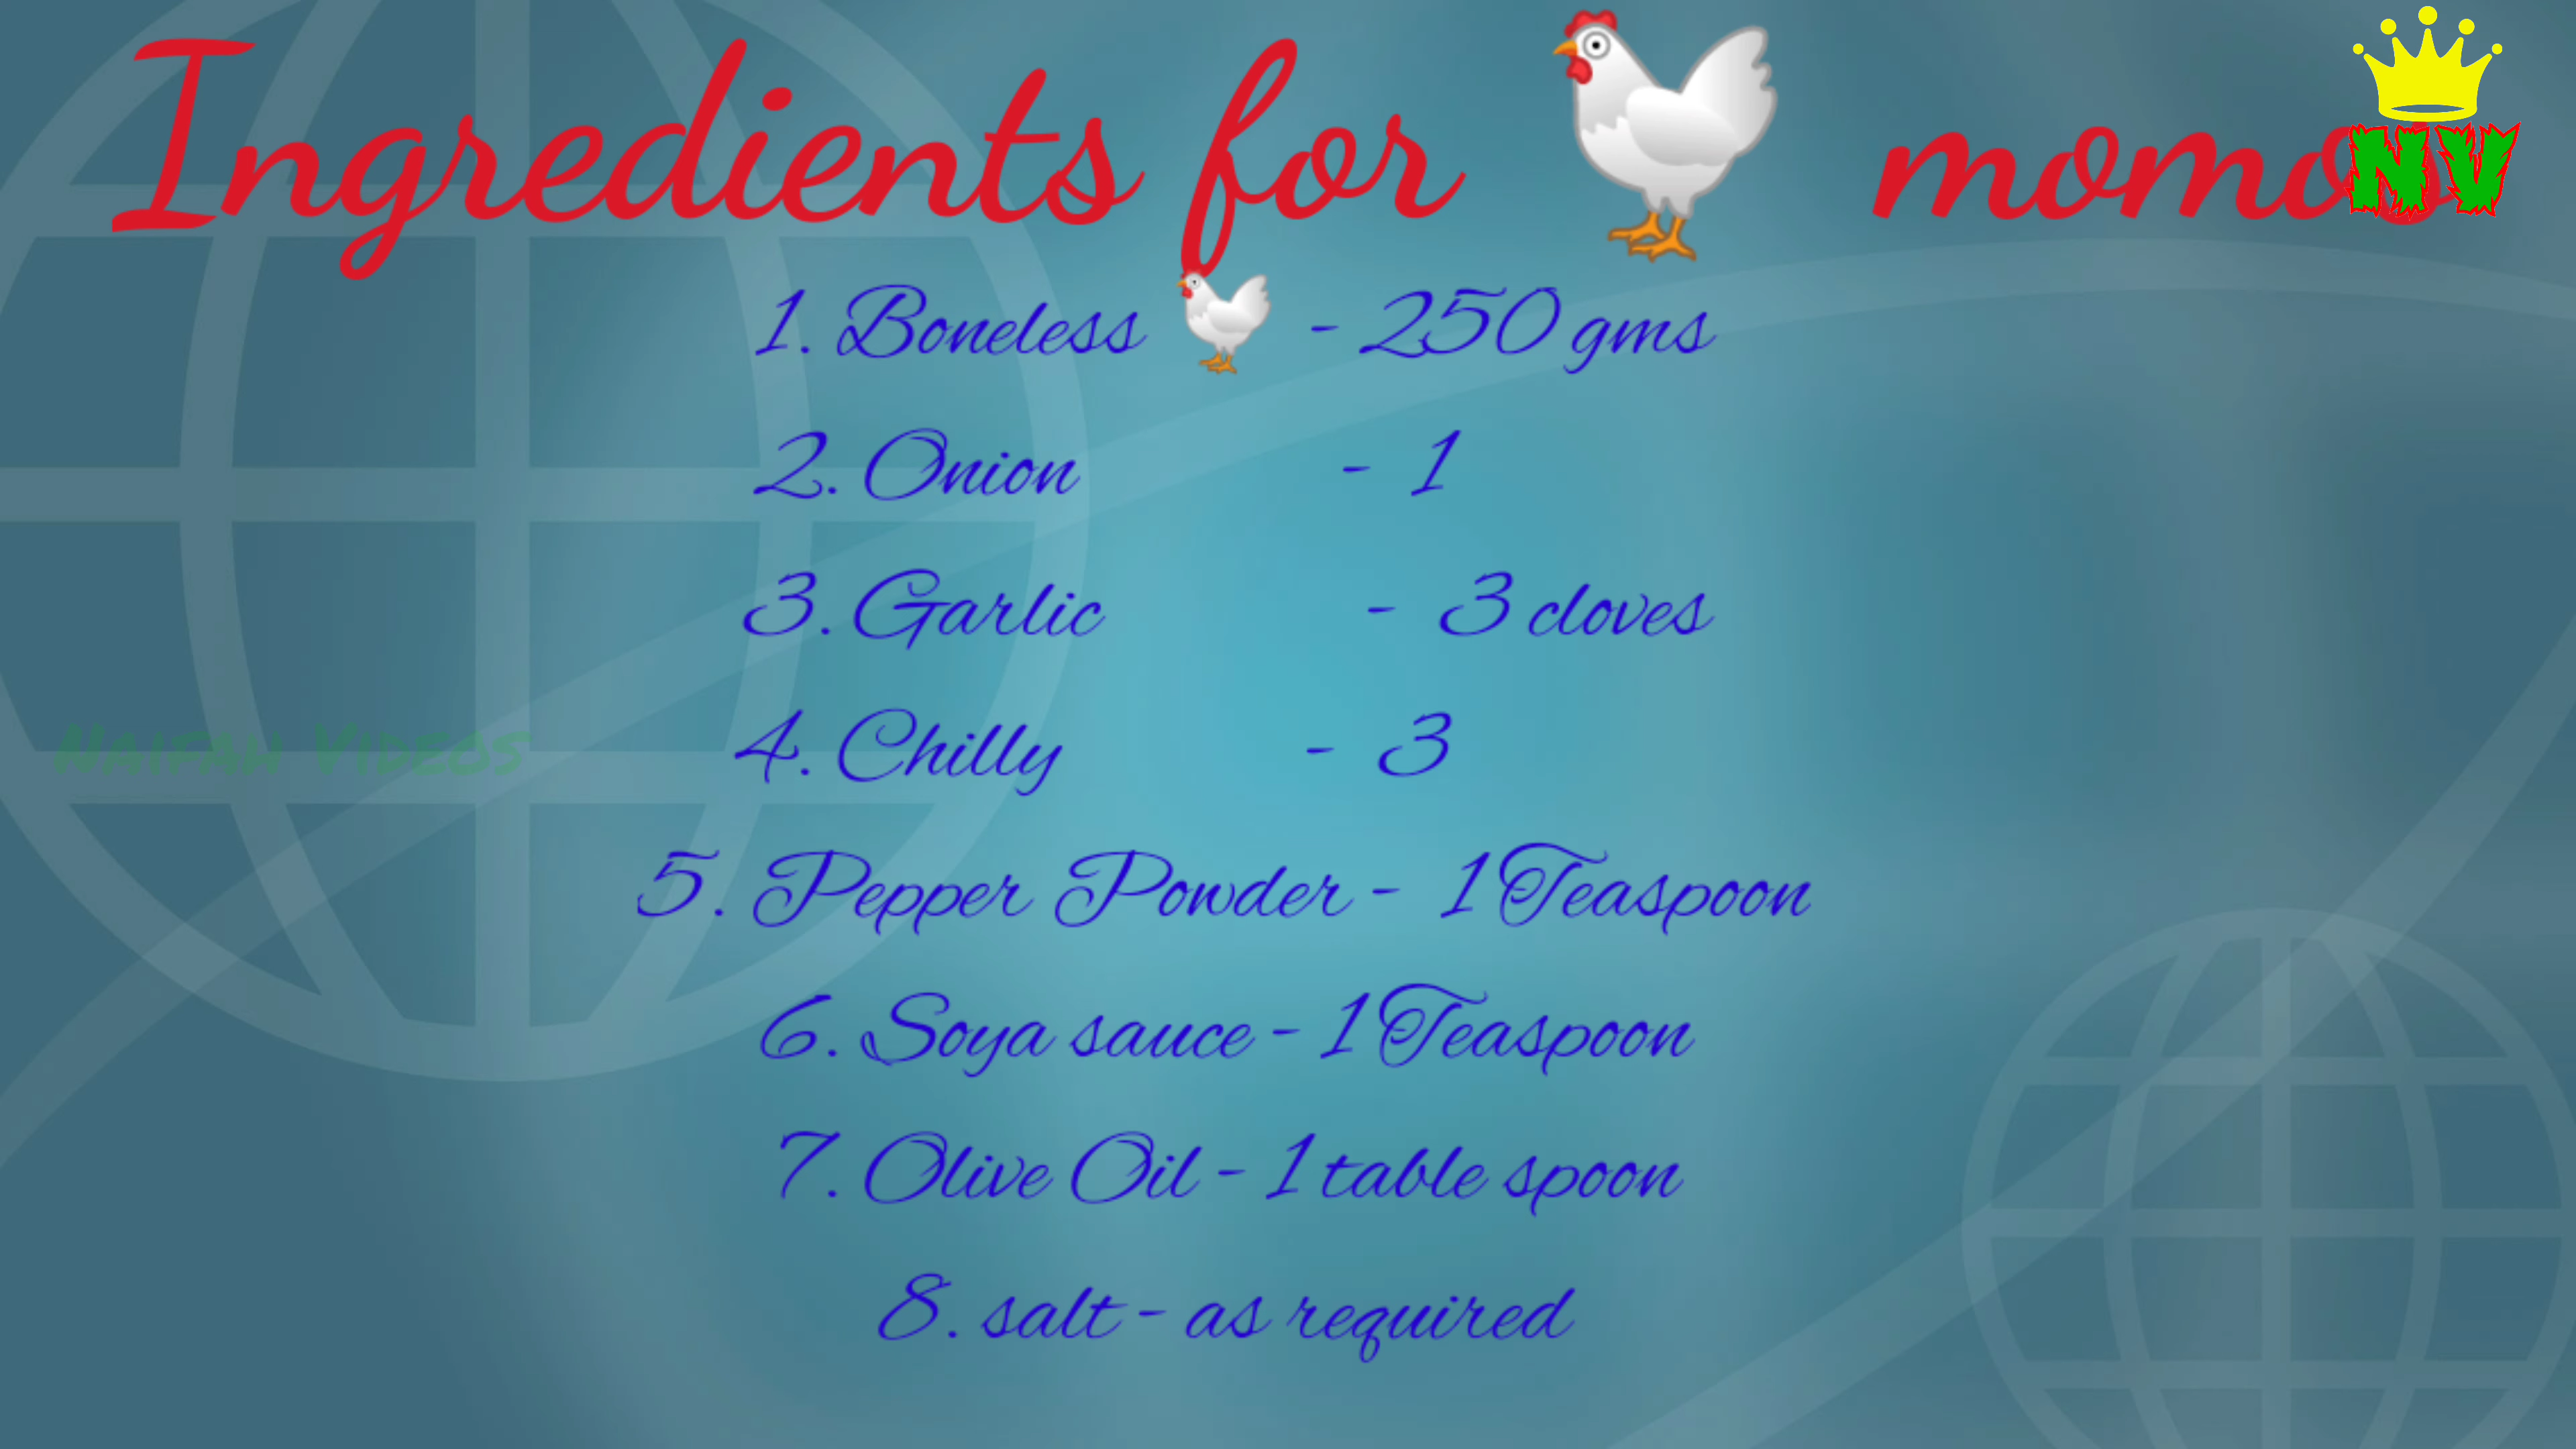 Ingredients for 🐔 momos
NV
1. Boneless 🐔 - 250 gms
2. Onion - 1
3. Garlic - 3 cloves
4. Chilly - 3
Naifah Videos
5. Pepper Powder - 1 Teaspoon
6. Soya sauce - 1 Teaspoon
7. Olive Oil - 1 table spoon
8. salt - as required